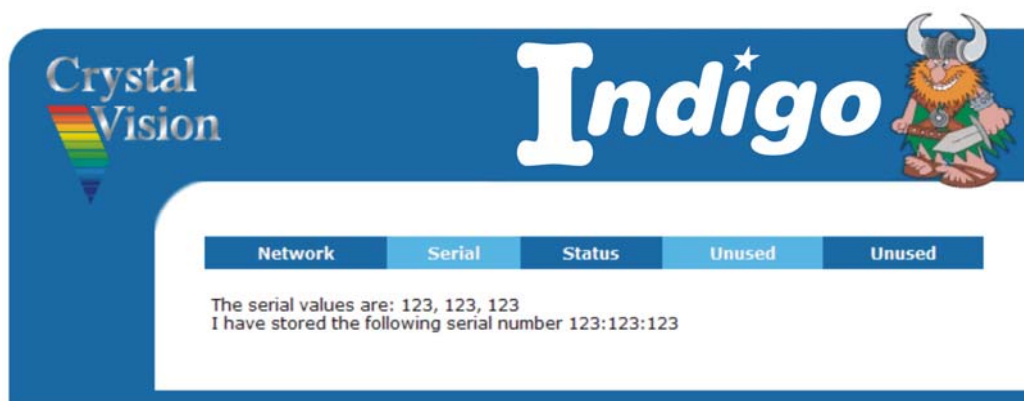 Crystal
Vision
Indigo
Network Serial Status Unused Unused
The serial values are: 123, 123, 123
I have stored the following serial number 123:123:123